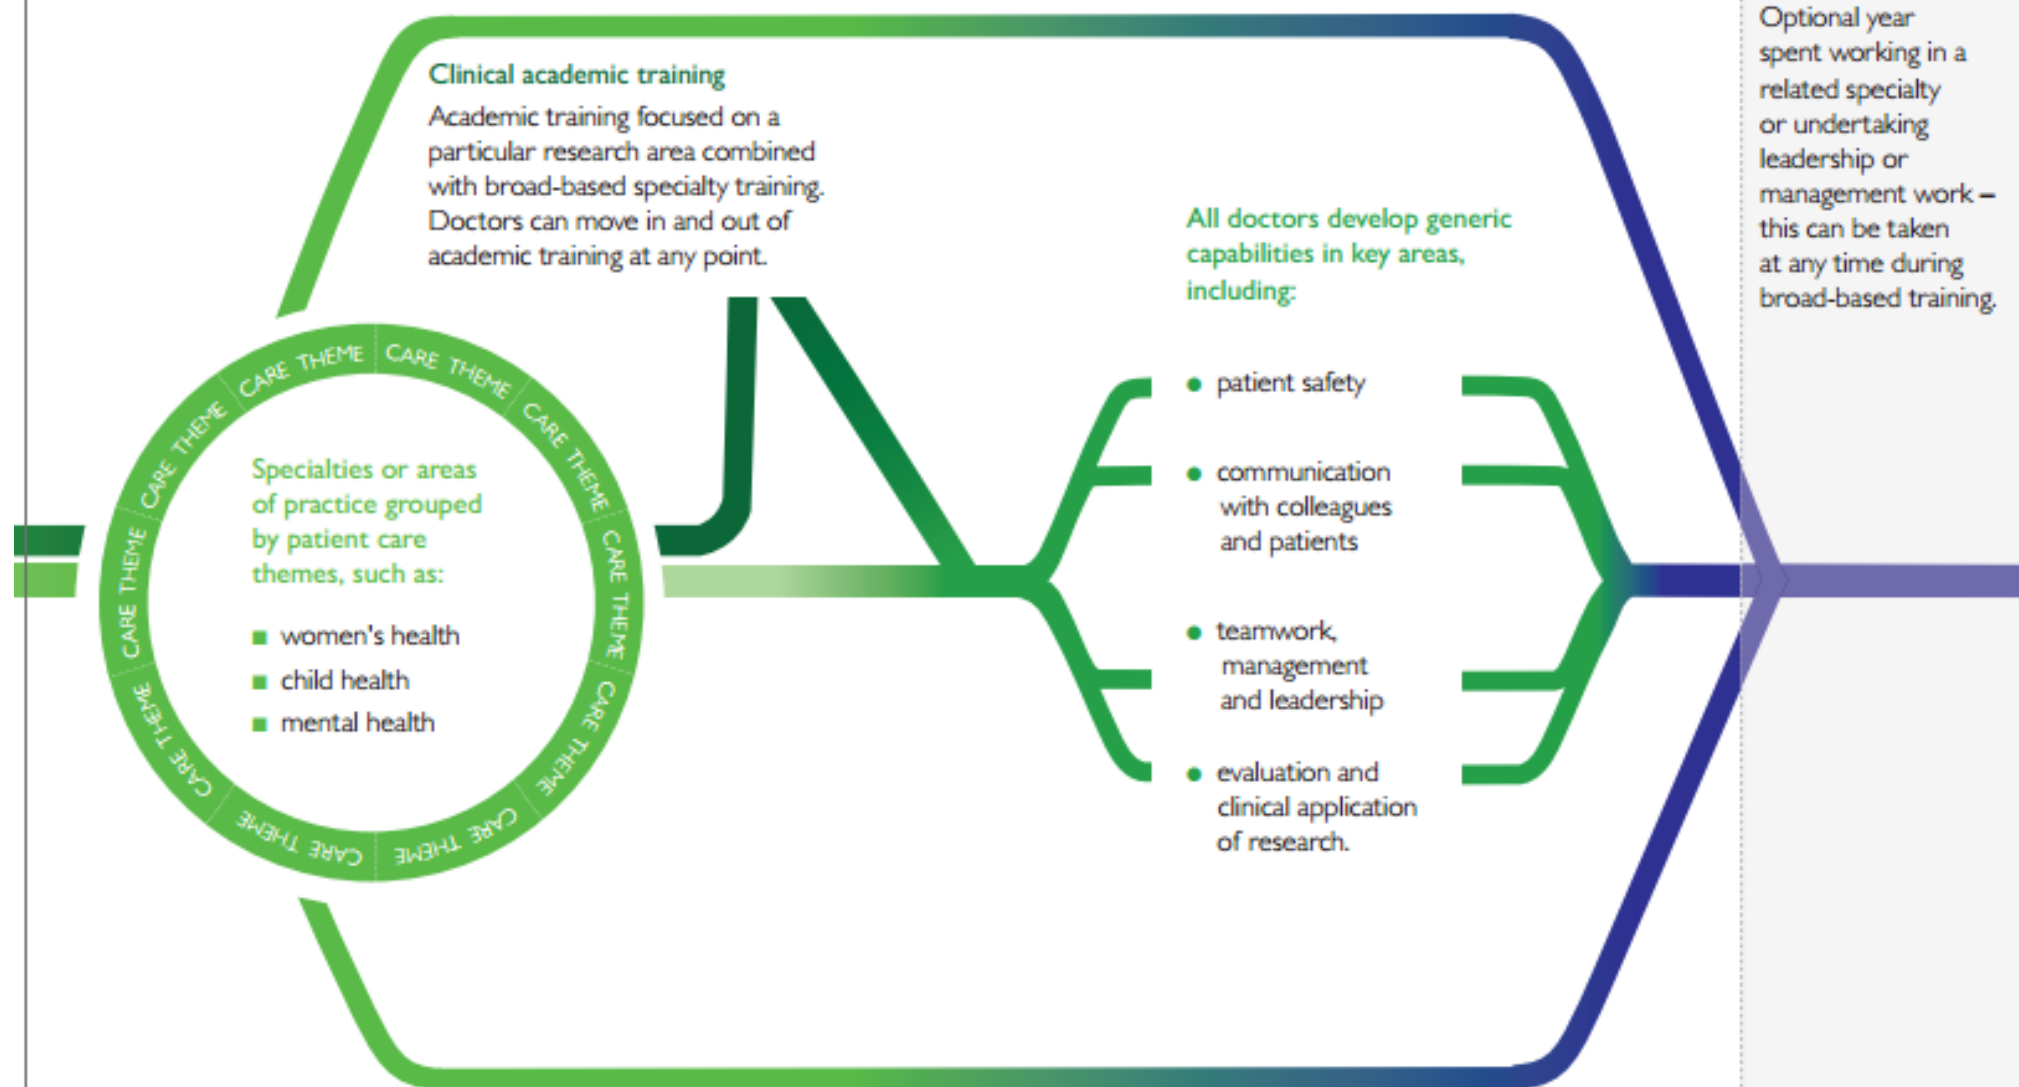 Clinical academic training
Academic training focused on a
particular research area combined
with broad-based specialty training.
Doctors can move in and out of
academic training at any point.
CARE THEME
CARE THEME
CARE THEME
CARE THEME
CARE THEME
CARE THEME
CARE THEME
CARE THEME
CARE THEME
CARE THEME
Specialties or areas
of practice grouped
by patient care
themes, such as:
women's health
child health
mental health
All doctors develop generic
capabilities in key areas,
including:
• patient safety
• communication
with colleagues
and patients
• teamwork,
management
and leadership
• evaluation and
clinical application
of research.
Optional year
spent working in a
related specialty
or undertaking
leadership or
management work –
this can be taken
at any time during
broad-based training.